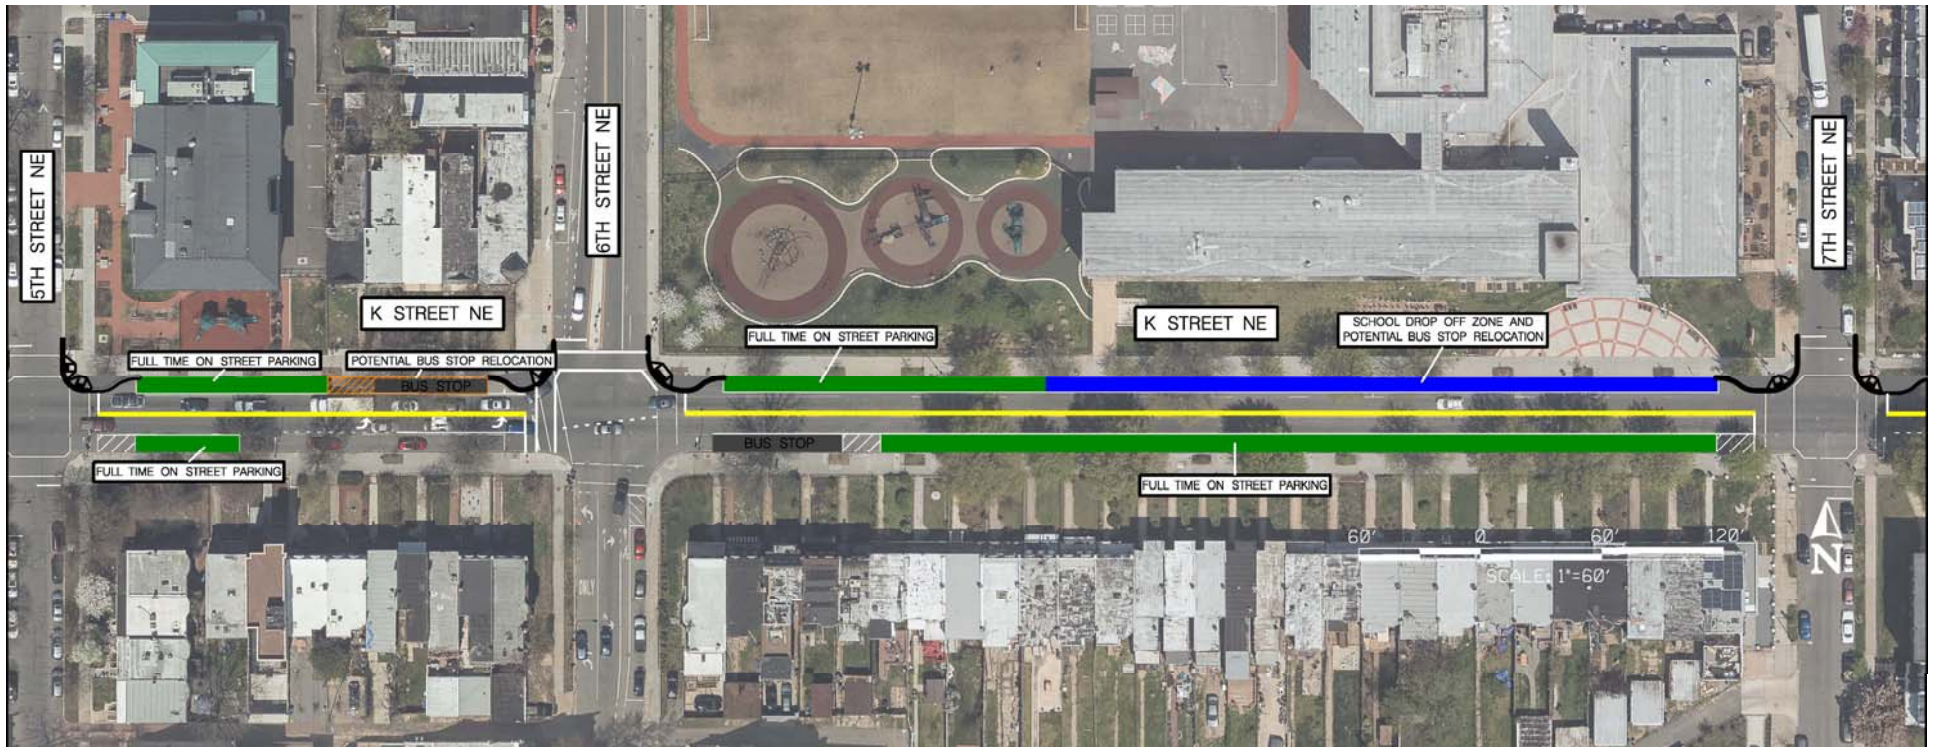 5TH STREET NE
6TH STREET NE
7TH STREET NE
K STREET NE
K STREET NE
FULL TIME ON STREET PARKING
POTENTIAL BUS STOP RELOCATION
BUS STOP
FULL TIME ON STREET PARKING
SCHOOL DROP OFF ZONE AND
POTENTIAL BUS STOP RELOCATION
FULL TIME ON STREET PARKING
BUS STOP
FULL TIME ON STREET PARKING
60' 0 60' 120'
SCALE: 1"=60'
N
ONLY